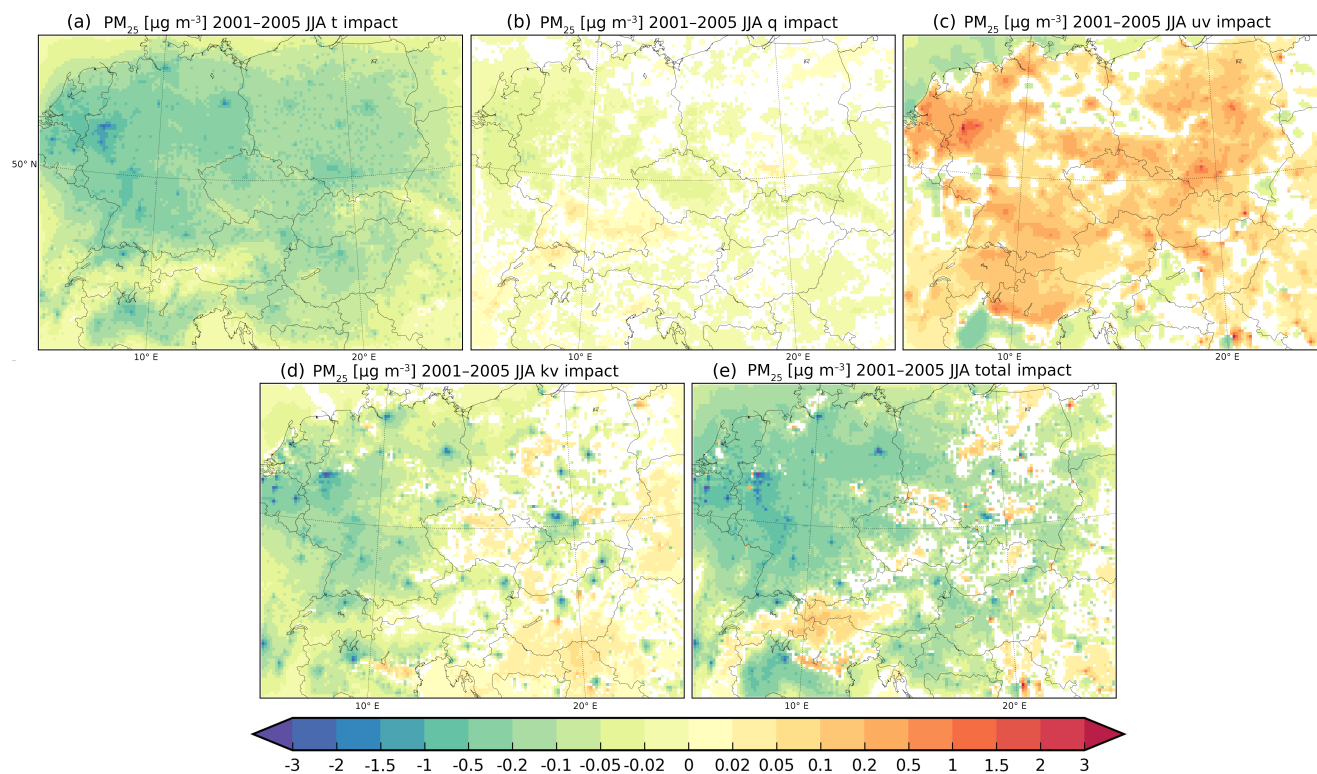 (a) PM25 [µg m⁻³] 2001–2005 JJA t impact
(b) PM25 [µg m⁻³] 2001–2005 JJA q impact
(c) PM25 [µg m⁻³] 2001–2005 JJA uv impact
50° N
10° E 20° E
10° E 20° E
10° E 20° E
(d) PM25 [µg m⁻³] 2001–2005 JJA kv impact
(e) PM25 [µg m⁻³] 2001–2005 JJA total impact
10° E 20° E
10° E 20° E
-3 -2 -1.5 -1 -0.5 -0.2 -0.1 -0.05 -0.02 0 0.02 0.05 0.1 0.2 0.5 1 1.5 2 3